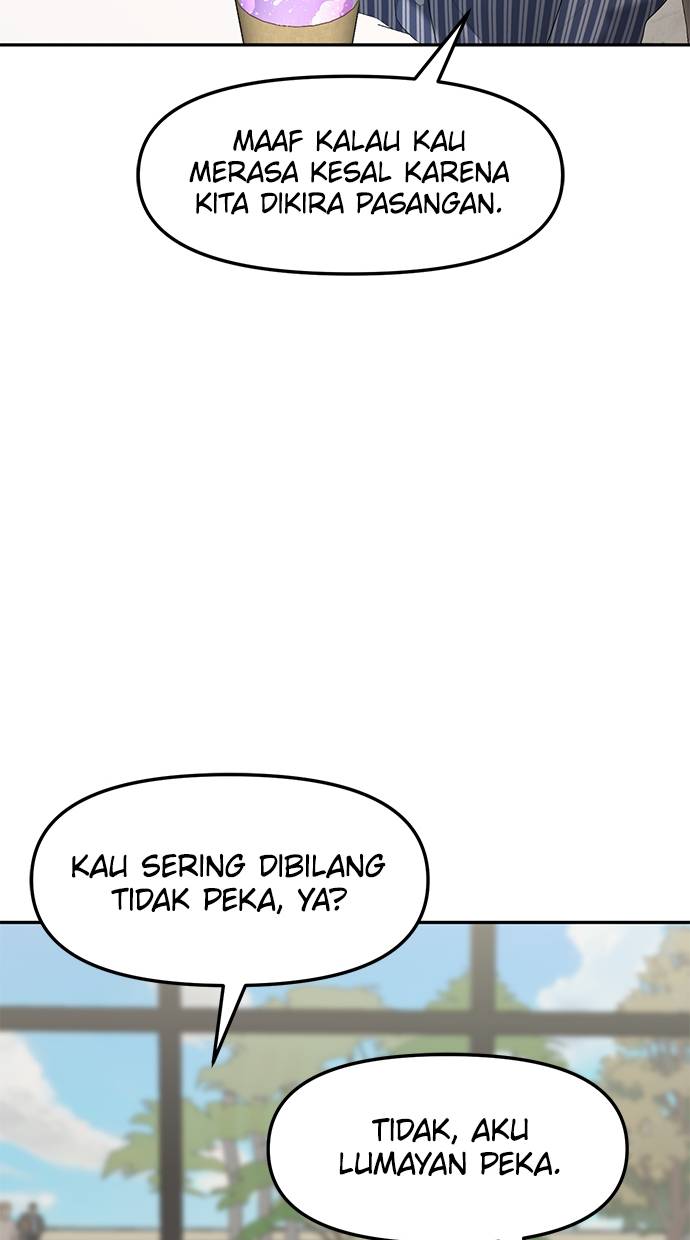 MAAF KALAU KAU
MERASA KESAL KARENA
KITA DIKIRA PASANGAN.
KAU SERING DIBILANG
TIDAK PEKA, YA?
TIDAK, AKU
LUMAYAN PEKA.